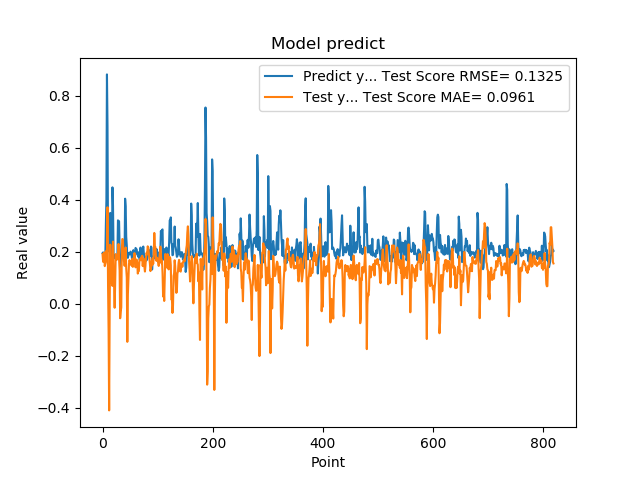 Model predict
Predict y... Test Score RMSE= 0.1325
Test y... Test Score MAE= 0.0961
Real value
0.8
0.6
0.4
0.2
0.0
−0.2
−0.4
0 200 400 600 800
Point